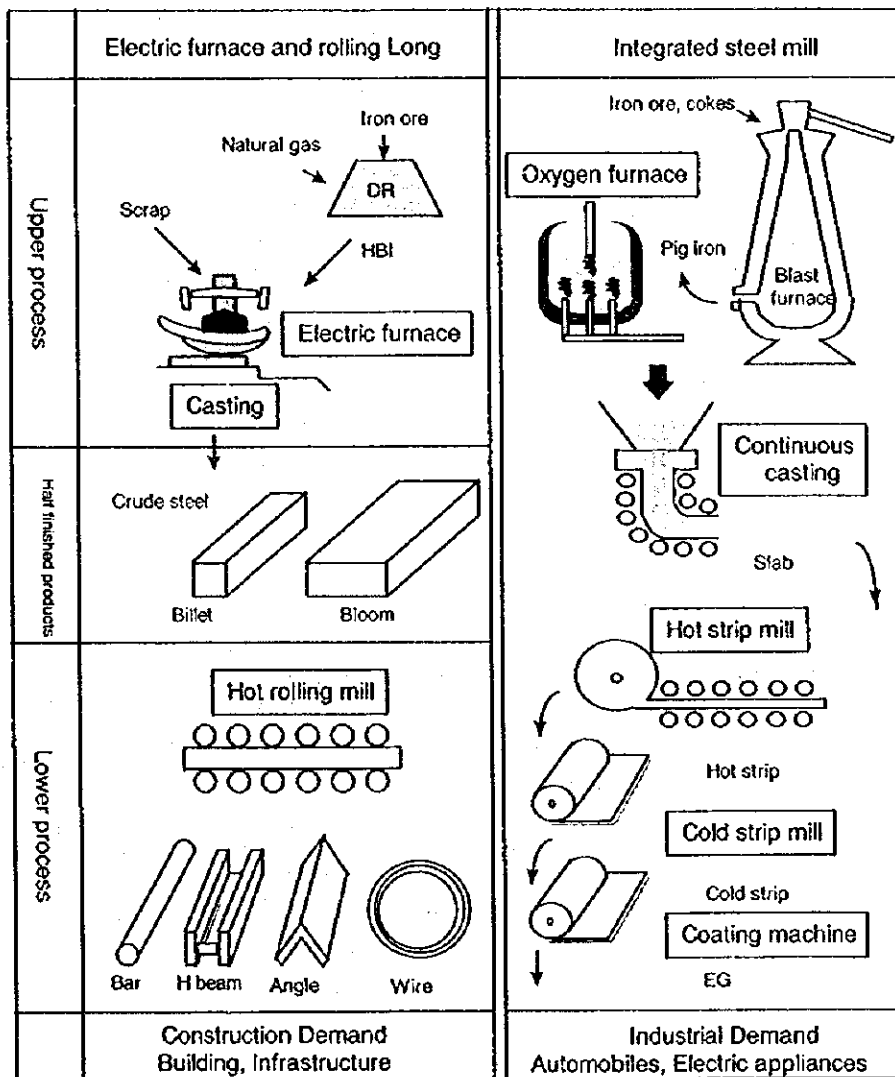 Electric furnace and rolling Long
Integrated steel mill
Upper process
Iron ore
Natural gas
DR
Scrap
HBI
Electric furnace
Casting
Iron ore, cokes
Oxygen furnace
Pig iron
Blast
furnace
Continuous
casting
Slab
Half finished products
Crude steel
Billet
Bloom
Lower process
Hot rolling mill
Bar
H beam
Angle
Wire
Hot strip mill
Hot strip
Cold strip mill
Cold strip
Coating machine
EG
Construction Demand
Building, Infrastructure
Industrial Demand
Automobiles, Electric appliances